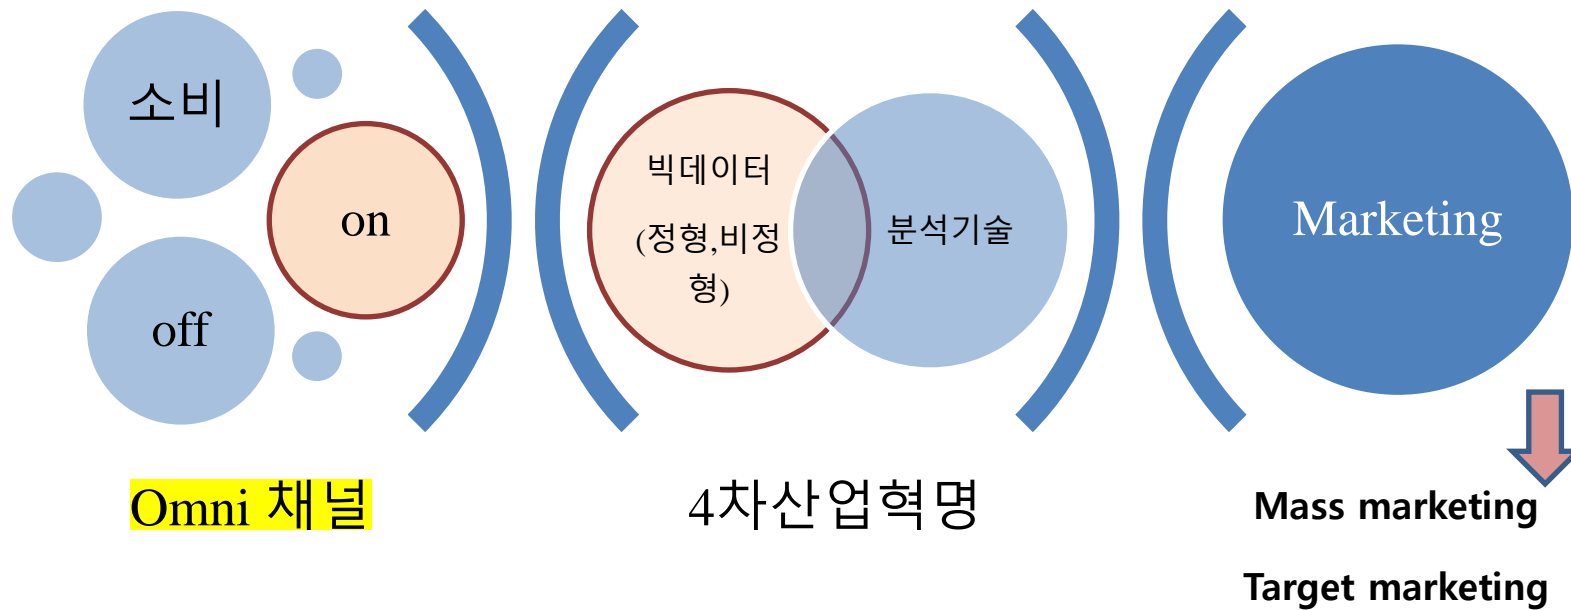 소비
on
off
빅데이터
(정형,비정
형)
분석기술
Marketing
Omni 채널
4차산업혁명
Mass marketing
Target marketing